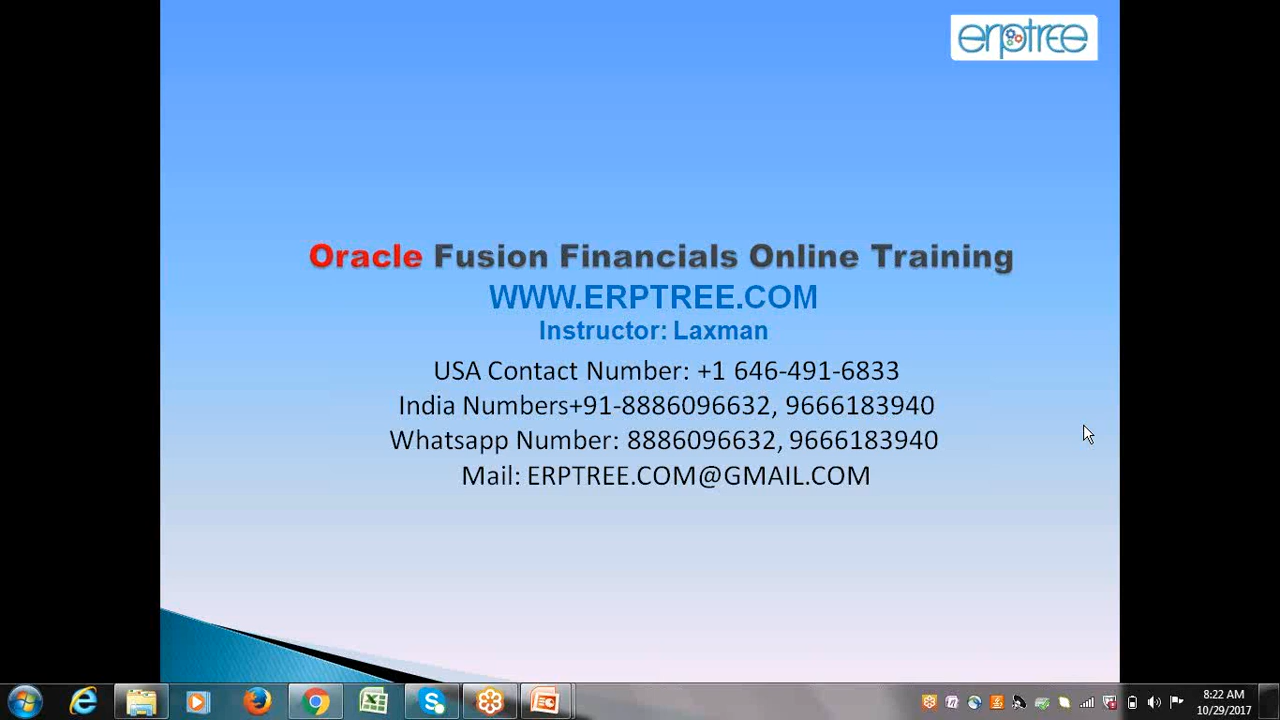 erptree
Oracle Fusion Financials Online Training
WWW.ERPTREE.COM
Instructor: Laxman
USA Contact Number: +1 646-491-6833
India Numbers+91-8886096632, 9666183940
Whatsapp Number: 8886096632, 9666183940
Mail: ERPTREE.COM@GMAIL.COM
8:22 AM
10/29/2017